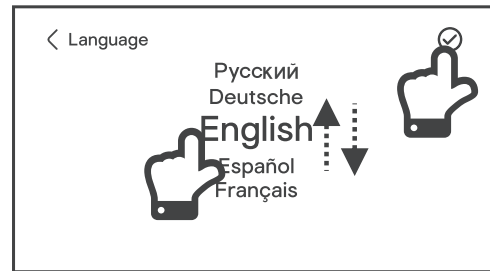 Language
Русский
Deutsche
English
Español
Français